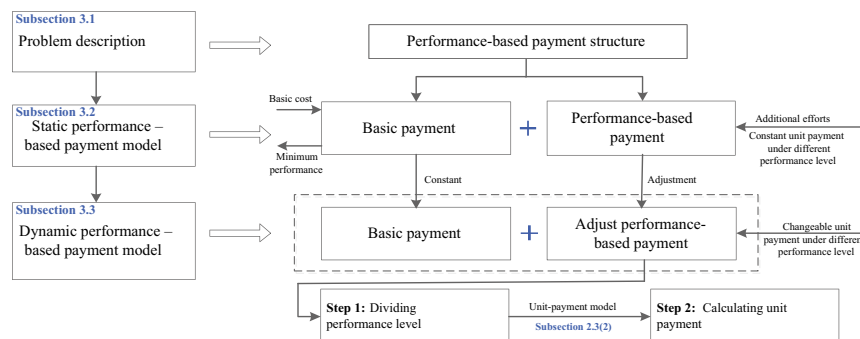 Subsection 3.1
Problem description
Performance-based payment structure
Subsection 3.2
Static performance –
based payment model
Basic cost
Minimum
performance
Basic payment
+
Performance-based
payment
Additional efforts
Constant unit payment
under different
performance level
Constant
Adjustment
Subsection 3.3
Dynamic performance –
based payment model
Basic payment
+
Adjust performance-
based payment
Changeable unit
payment under different
performance level
Step 1: Dividing
performance level
Unit-payment model
Subsection 2.3(2)
Step 2: Calculating unit
payment